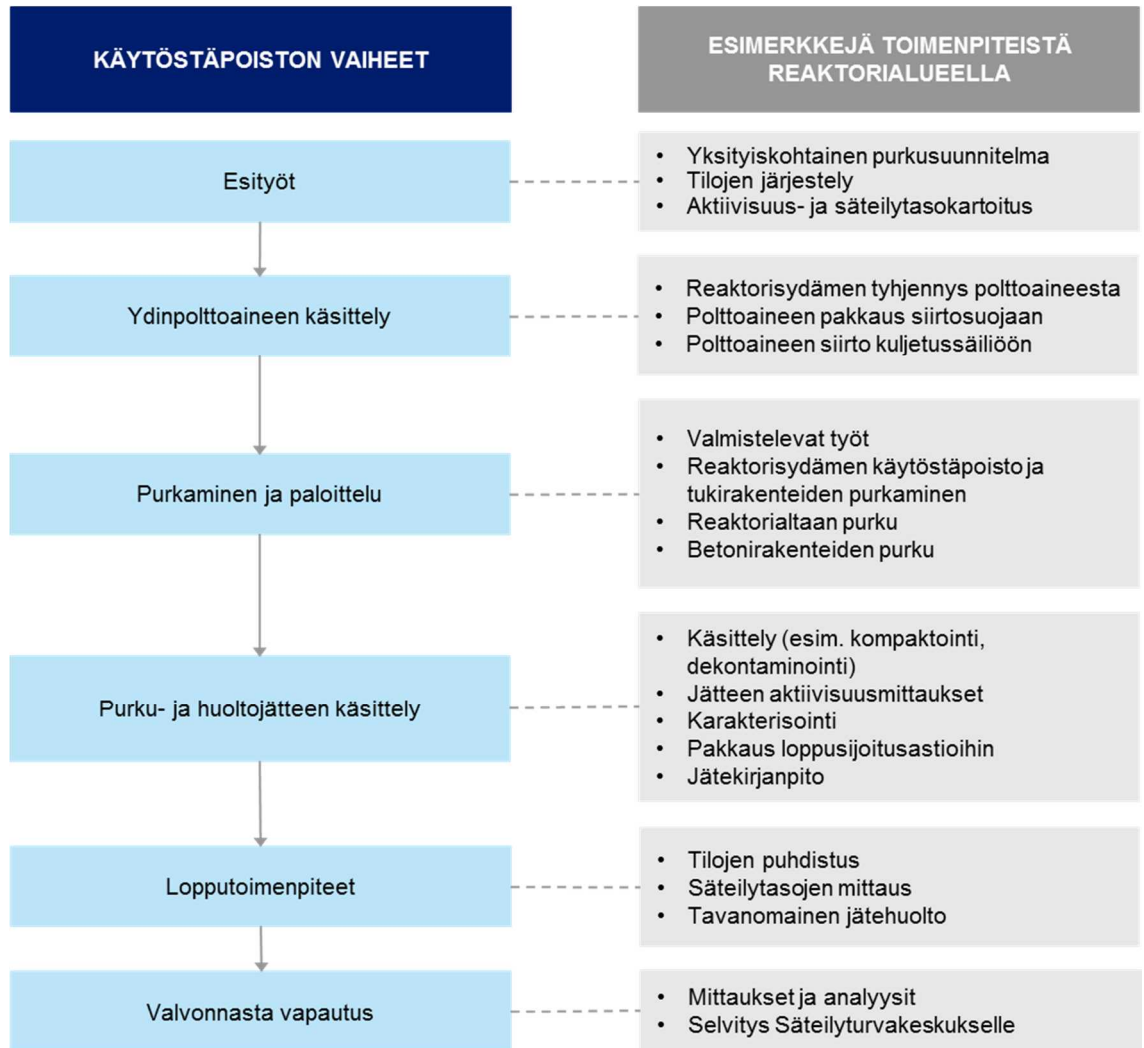 KÄYTÖSTÄPOISTON VAIHEET
ESIMERKKEJÄ TOIMENPITEISTÄ
REAKTORIALUEELLA
Esityöt
• Yksityiskohtainen purkusuunnitelma
• Tilojen järjestely
• Aktiivisuus- ja säteilytasokartoitus
Ydinpolttoaineen käsittely
• Reaktorisydämen tyhjennys polttoaineesta
• Polttoaineen pakkaus siirtosuojaan
• Polttoaineen siirto kuljetussäiliöön
Purkaminen ja paloittelu
• Valmistelevat työt
• Reaktorisydämen käytöstäpoisto ja
tukirakenteiden purkaminen
• Reaktorialtaan purku
• Betonirakenteiden purku
Purku- ja huoltojätteen käsittely
• Käsittely (esim. kompaktointi,
dekontaminointi)
• Jätteen aktiivisuusmittaukset
• Karakterisointi
• Pakkaus loppusijoitusastioihin
• Jätekirjanpito
Lopputoimenpiteet
• Tilojen puhdistus
• Säteilytasojen mittaus
• Tavanomainen jätehuolto
Valvonnasta vapautus
• Mittaukset ja analyysit
• Selvitys Säteilyturvakeskukselle